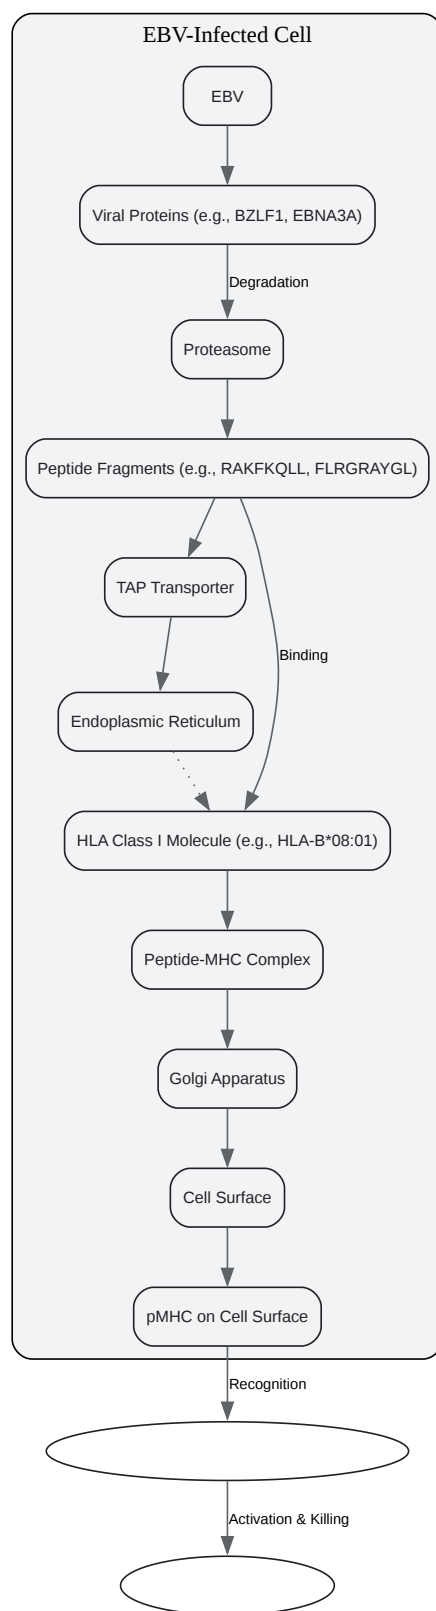 EBV-Infected Cell
EBV
Viral Proteins (e.g., BZLF1, EBNA3A)
Degradation
Proteasome
Peptide Fragments (e.g., RAKFKQLL, FLRGRAYGL)
TAP Transporter
Binding
Endoplasmic Reticulum
HLA Class I Molecule (e.g., HLA-B*08:01)
Peptide-MHC Complex
Golgi Apparatus
Cell Surface
pMHC on Cell Surface
Recognition
Activation & Killing